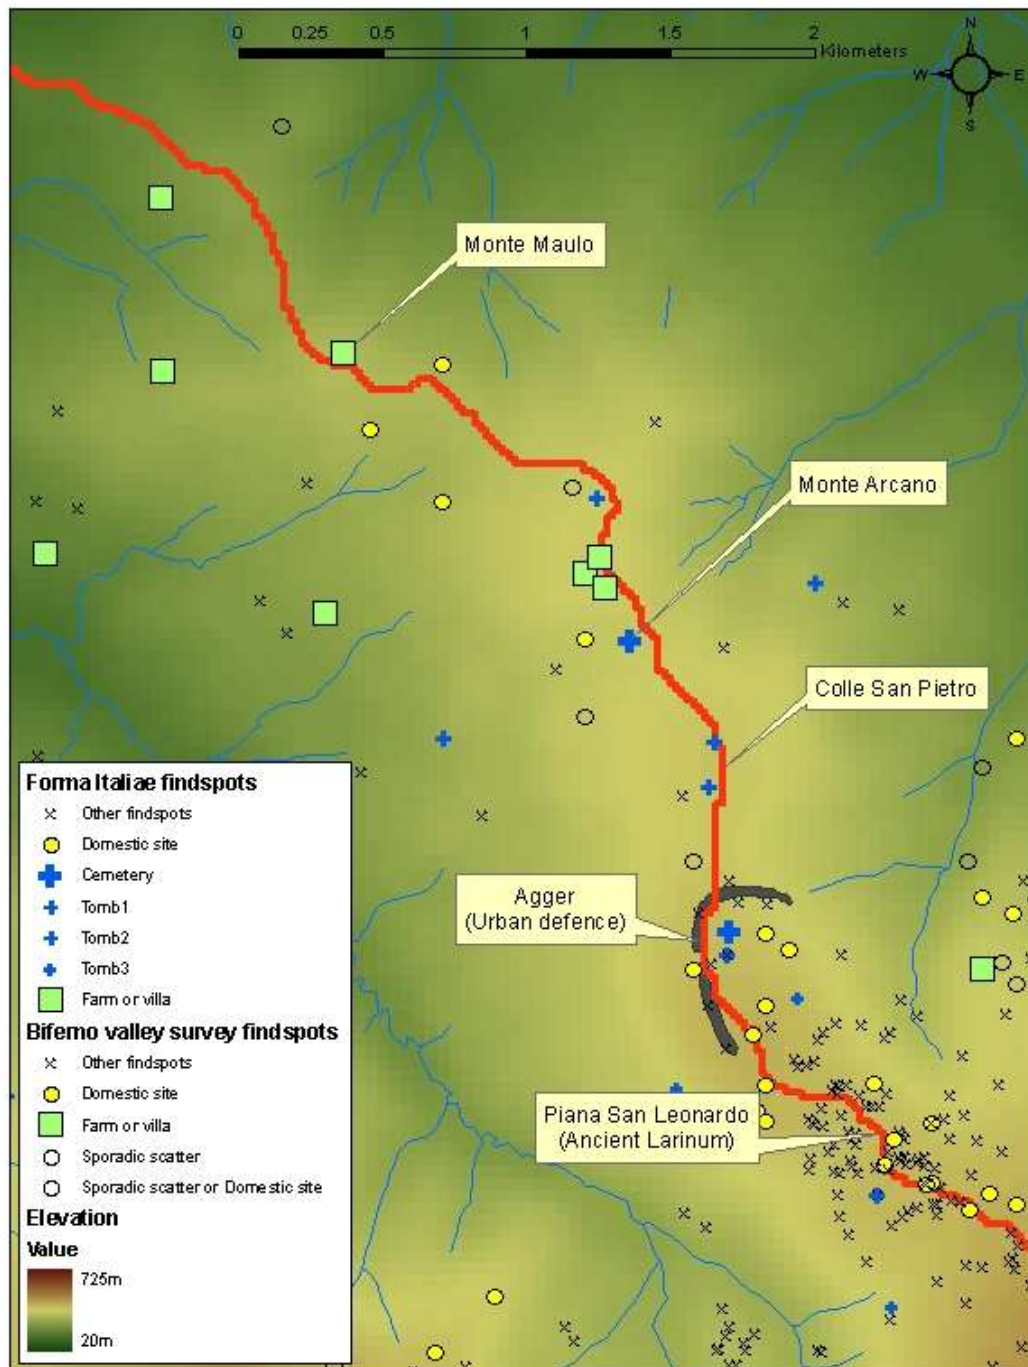 0 0.25 0.5 1 1.5 2
Kilometers
N
W E
S
Monte Maulo
Monte Arcano
Colle San Pietro
Agger
(Urban defence)
Piana San Leonardo
(Ancient Larinum)
Forma Italiae findspots
Other findspots
Domestic site
Cemetery
Tomb1
Tomb2
Tomb3
Farm or villa
Biferno valley survey findspots
Other findspots
Domestic site
Farm or villa
Sporadic scatter
Sporadic scatter or Domestic site
Elevation
Value
725m
20m